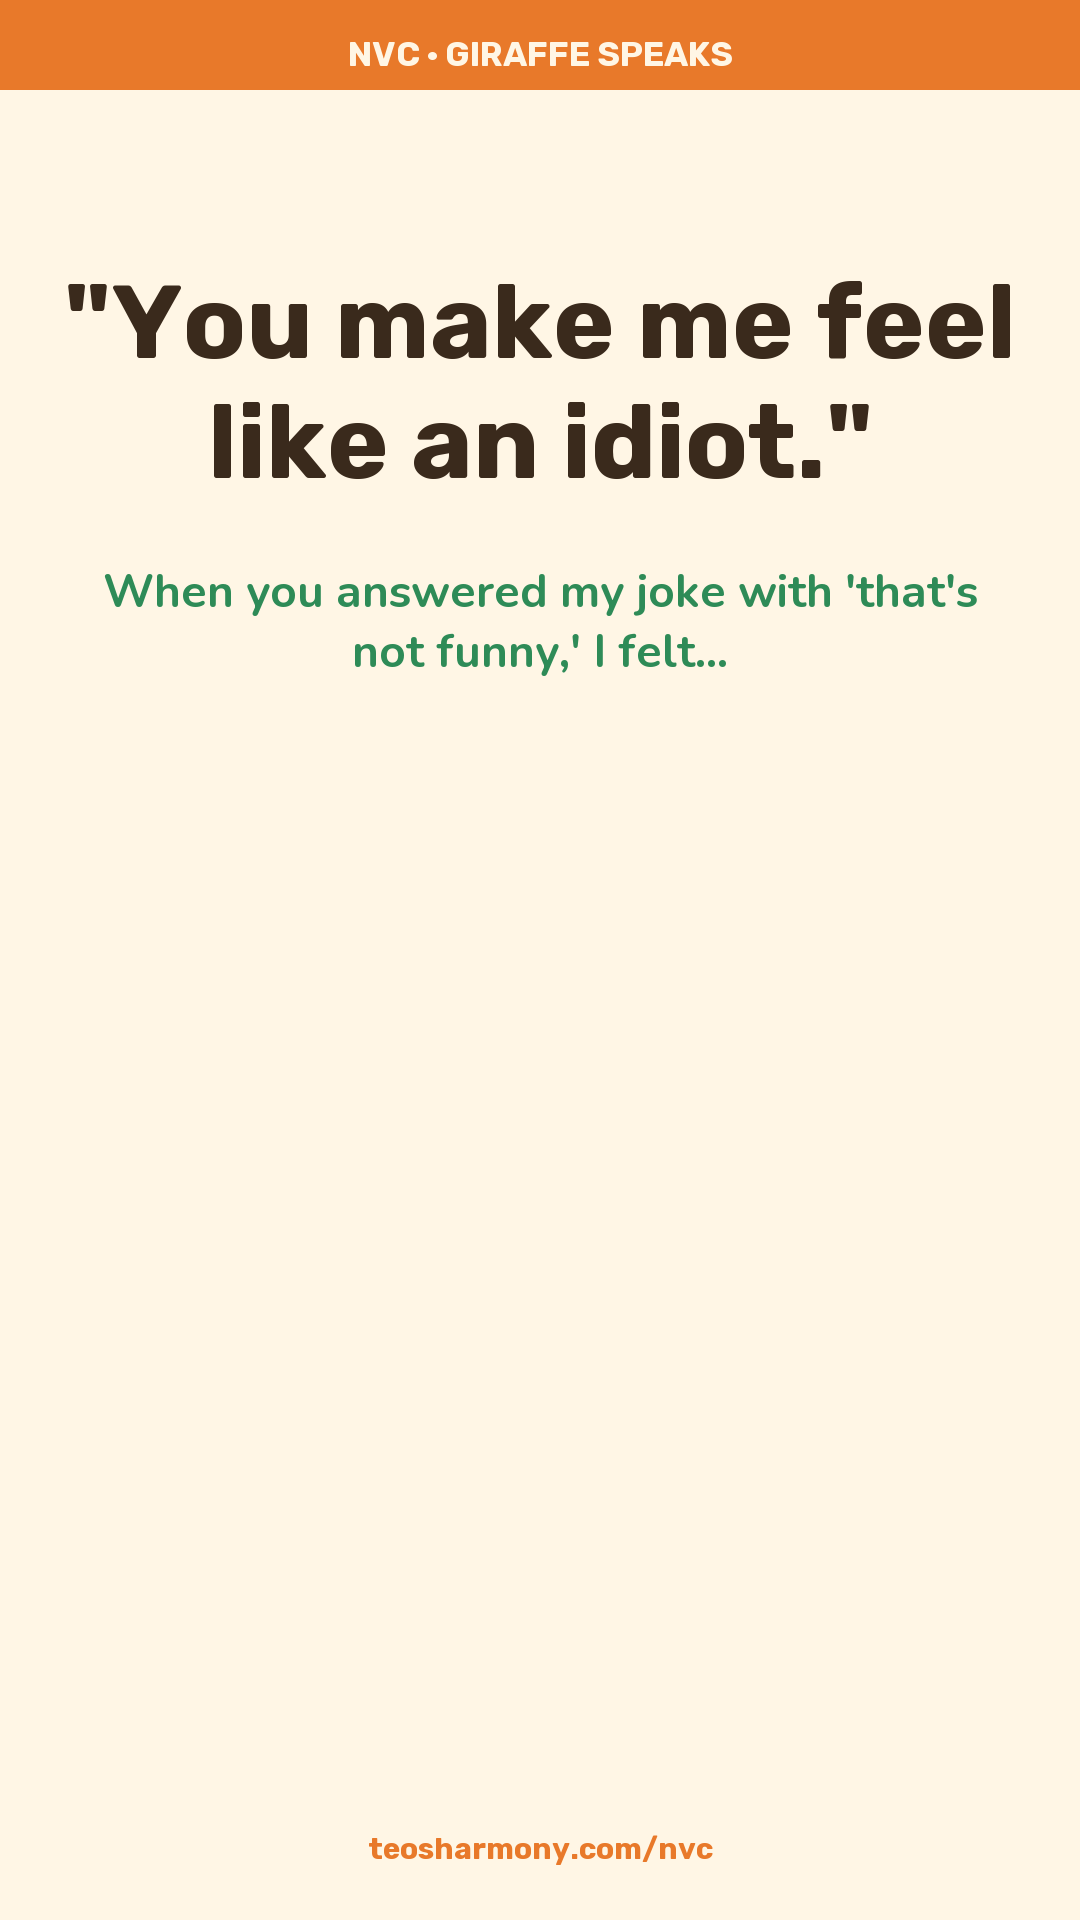 NVC • GIRAFFE SPEAKS
"You make me feel
like an idiot."
When you answered my joke with 'that's
not funny,' I felt...
teosharmony.com/nvc